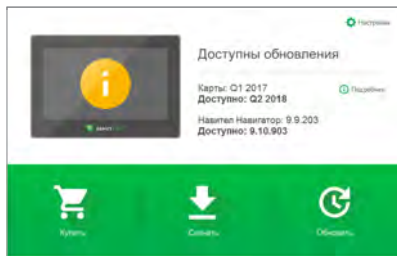 Настройки
Доступны обновления
Карты: Q1 2017
Доступно: Q2 2018
Подробнее
Навител Навигатор: 9.9.203
Доступно: 9.10.903
Купить
Скачать
Обновить